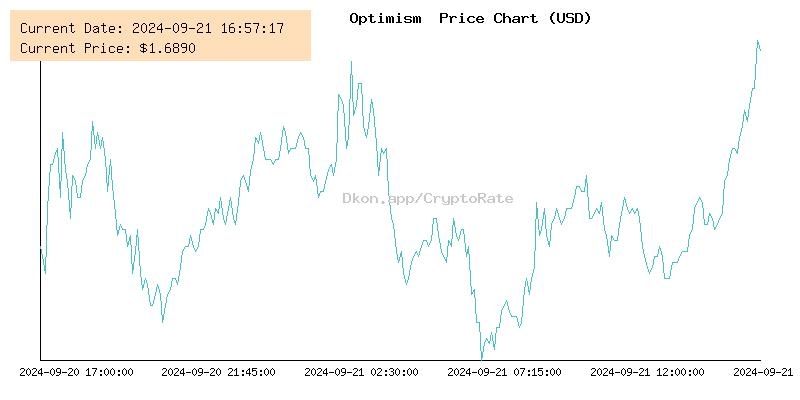 Optimism  Price Chart (USD)
Current Date: 2024-09-21 16:57:17
Current Price: $1.6890
Dkon.app/CryptoRate
2024-09-20 17:00:00 2024-09-20 21:45:00 2024-09-21 02:30:00 2024-09-21 07:15:00 2024-09-21 12:00:00 2024-09-21